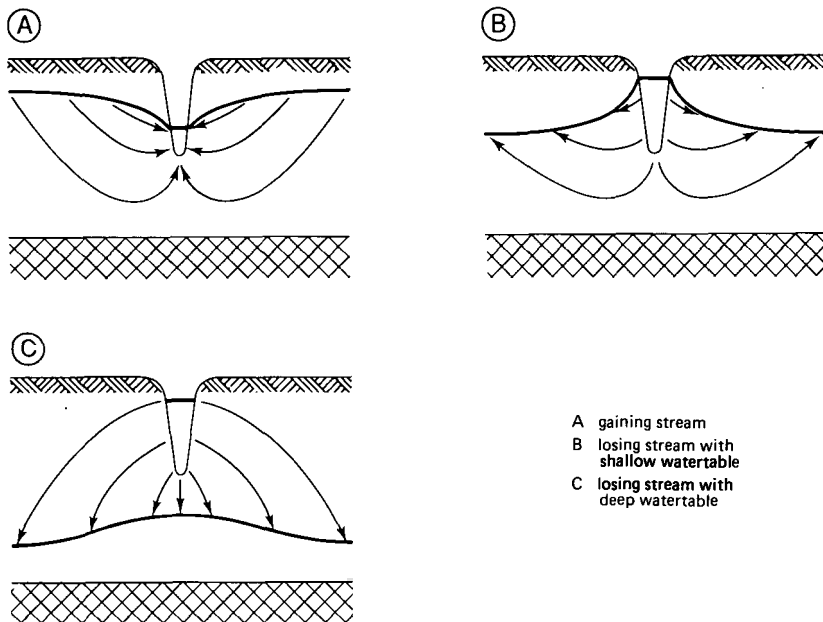 A
B
C
A gaining stream
B losing stream with
shallow watertable
C losing stream with
deep watertable